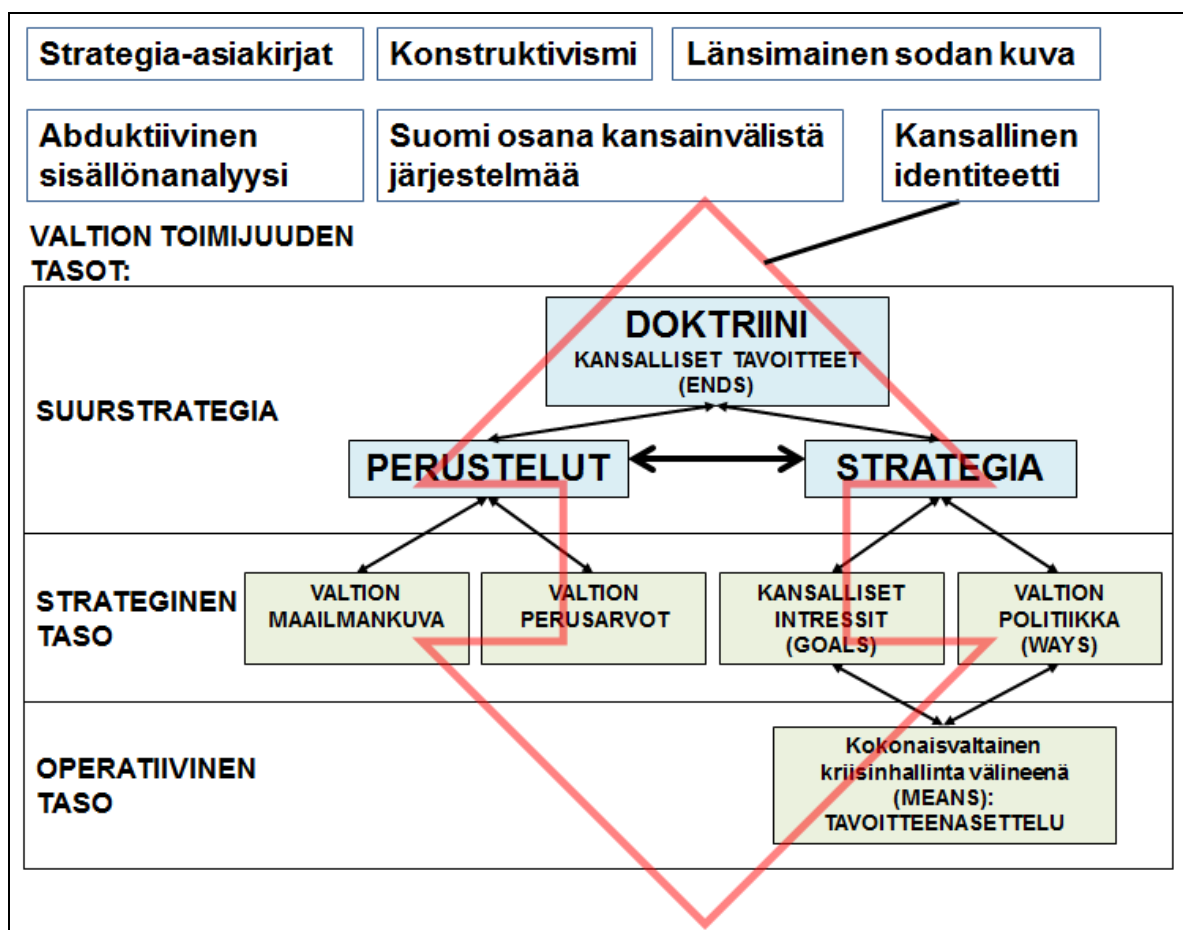 Strategia-asiakirjat
Konstruktivismi
Länsimainen sodan kuva
Abduktiivinen
sisällönanalyysi
Suomi osana kansainvälistä
järjestelmää
Kansallinen
identiteetti
VALTION TOIMIJUUDEN
TASOT:
SUURSTRATEGIA
DOKTRIINI
KANSALLISET TAVOITTEET
(ENDS)
PERUSTELUT
STRATEGIA
STRATEGINEN
TASO
VALTION
MAAILMANKUVA
VALTION
PERUSARVOT
KANSALLISET
INTRESSIT
(GOALS)
VALTION
POLITIIKKA
(WAYS)
OPERATIIVINEN
TASO
Kokonaisvaltainen
kriisinhallinta välineenä
(MEANS):
TAVOITTEENASETTELU